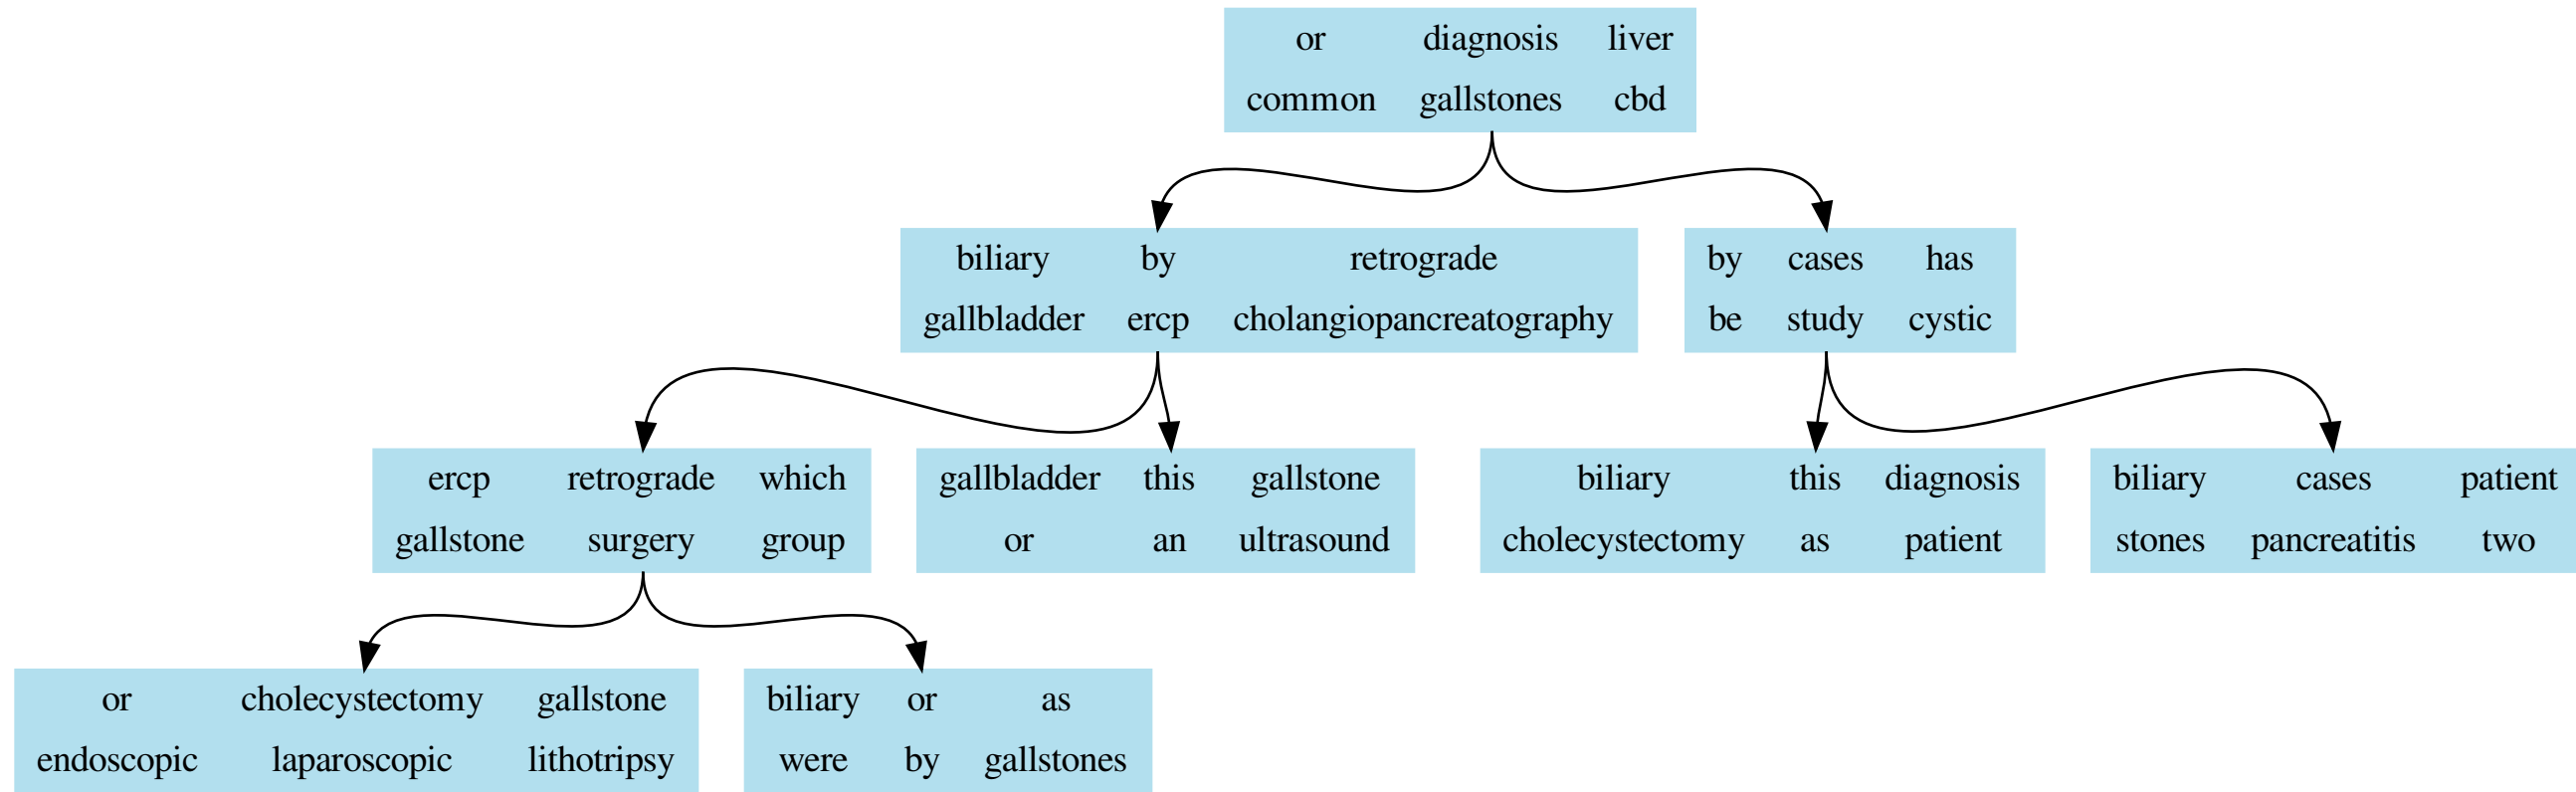 or diagnosis liver
common gallstones cbd
biliary by retrograde
gallbladder ercp cholangiopancreatography
by cases has
be study cystic
ercp retrograde which
gallstone surgery group
gallbladder this gallstone
or an ultrasound
biliary this diagnosis
cholecystectomy as patient
biliary cases patient
stones pancreatitis two
or cholecystectomy gallstone
endoscopic laparoscopic lithotripsy
biliary or as
were by gallstones